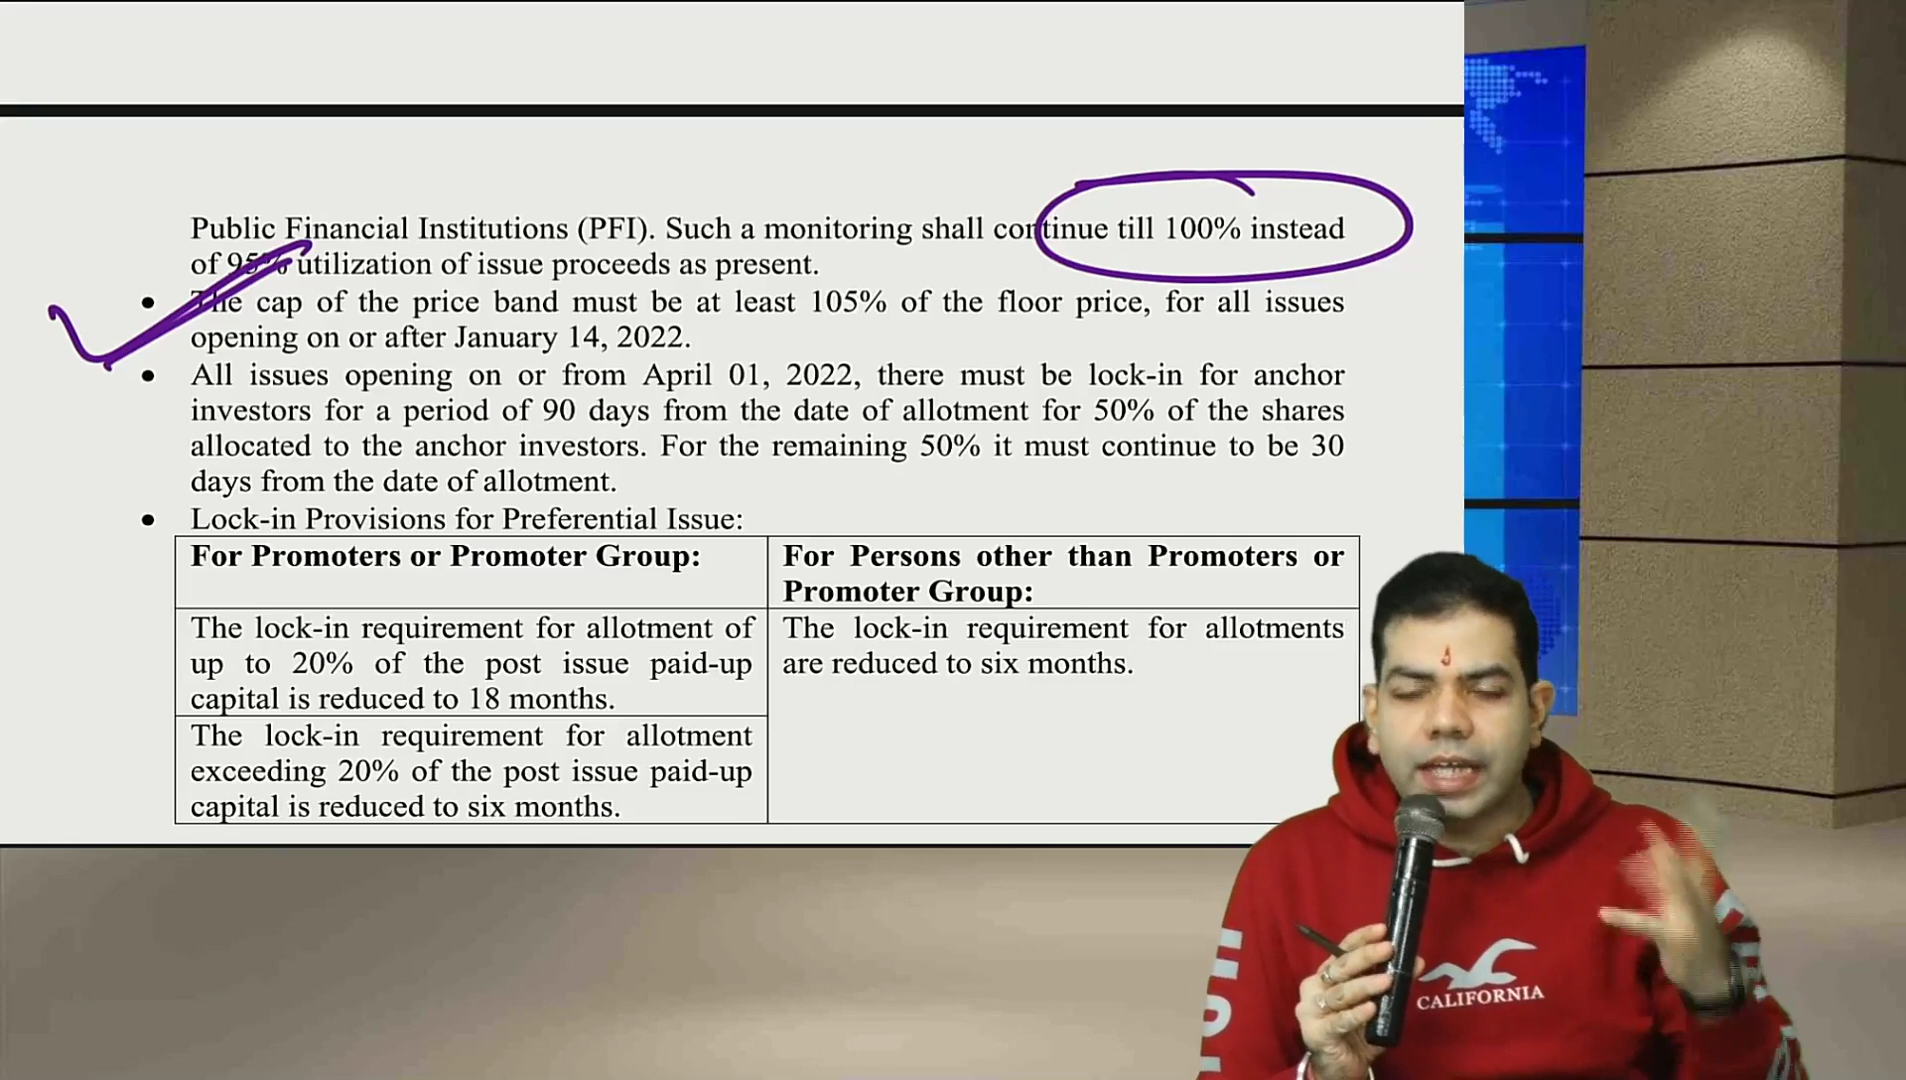 Public Financial Institutions (PFI). Such a monitoring shall continue till 100% instead
of 95% utilization of issue proceeds as present.
• The cap of the price band must be at least 105% of the floor price, for all issues
opening on or after January 14, 2022.
• All issues opening on or from April 01, 2022, there must be lock-in for anchor
investors for a period of 90 days from the date of allotment for 50% of the shares
allocated to the anchor investors. For the remaining 50% it must continue to be 30
days from the date of allotment.
• Lock-in Provisions for Preferential Issue:
For Promoters or Promoter Group:
For Persons other than Promoters or
Promoter Group:
The lock-in requirement for allotment of
up to 20% of the post issue paid-up
capital is reduced to 18 months.
The lock-in requirement for allotments
are reduced to six months.
The lock-in requirement for allotment
exceeding 20% of the post issue paid-up
capital is reduced to six months.
CALIFORNIA